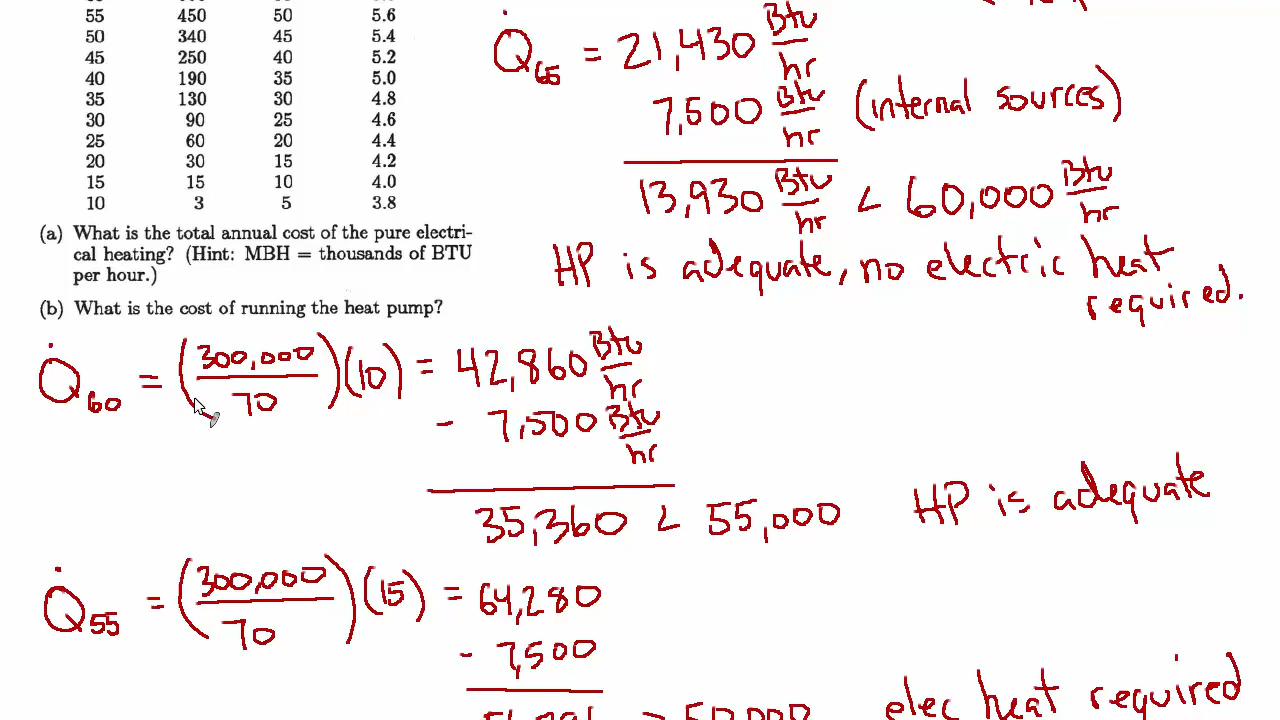 55 450 50 5.6
50 340 45 5.4
45 250 40 5.2
40 190 35 5.0
35 130 30 4.8
30 90 25 4.6
25 60 20 4.4
20 30 15 4.2
15 15 10 4.0
10 3 5 3.8
(a) What is the total annual cost of the pure electri-
cal heating? (Hint: MBH = thousands of BTU
per hour.)
(b) What is the cost of running the heat pump?
Q̇65 = 21,430 Btu/hr
7,500 Btu/hr (internal sources)
13,930 Btu/hr < 60,000 Btu/hr
HP is adequate, no electric heat
required.
Q̇60 = (300,000/70)(10) = 42,860 Btu/hr
- 7,500 Btu/hr
35,360 < 55,000 HP is adequate
Q̇55 = (300,000/70)(15) = 64,280
- 7,500
> 50,000 elec heat required